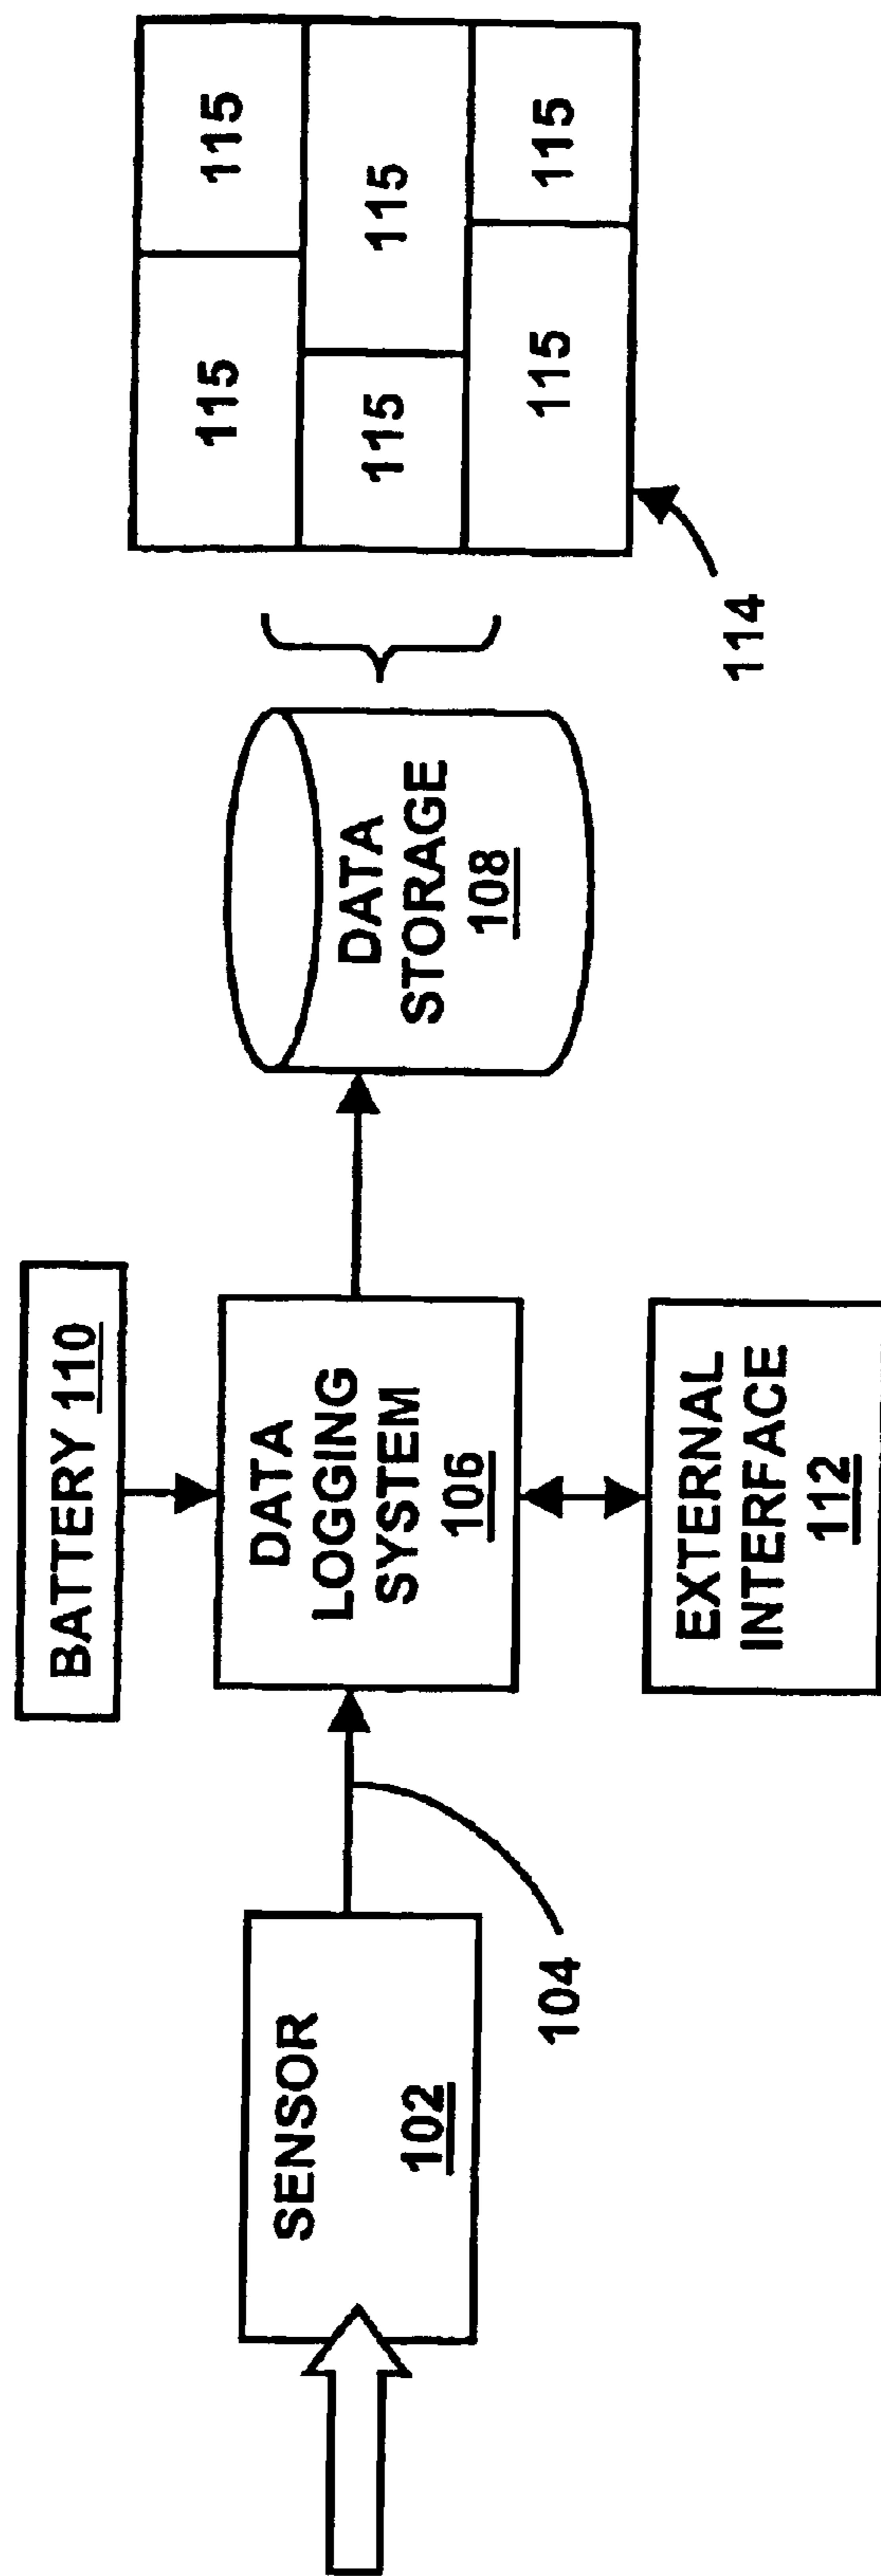 BATTERY 110
SENSOR
102
104
DATA
LOGGING
SYSTEM
106
EXTERNAL
INTERFACE
112
DATA
STORAGE
108
115
115
115
115
115
115
114